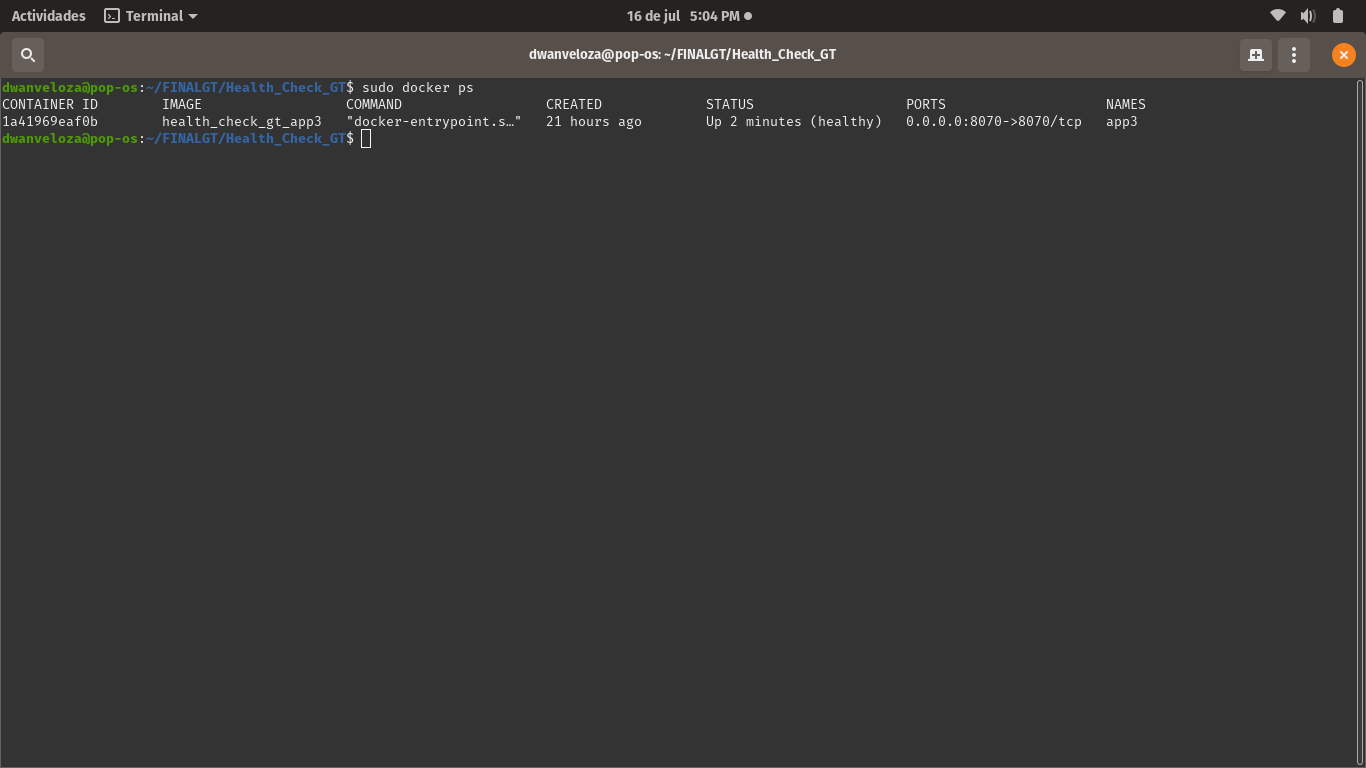 Actividades Terminal 16 de jul 5:04 PM
dwanveloza@pop-os: ~/FINALGT/Health_Check_GT
dwanveloza@pop-os:~/FINALGT/Health_Check_GT$ sudo docker ps
CONTAINER ID IMAGE COMMAND CREATED STATUS PORTS NAMES
1a41969eaf0b health_check_gt_app3 "docker-entrypoint.s…" 21 hours ago Up 2 minutes (healthy) 0.0.0.0:8070->8070/tcp app3
dwanveloza@pop-os:~/FINALGT/Health_Check_GT$